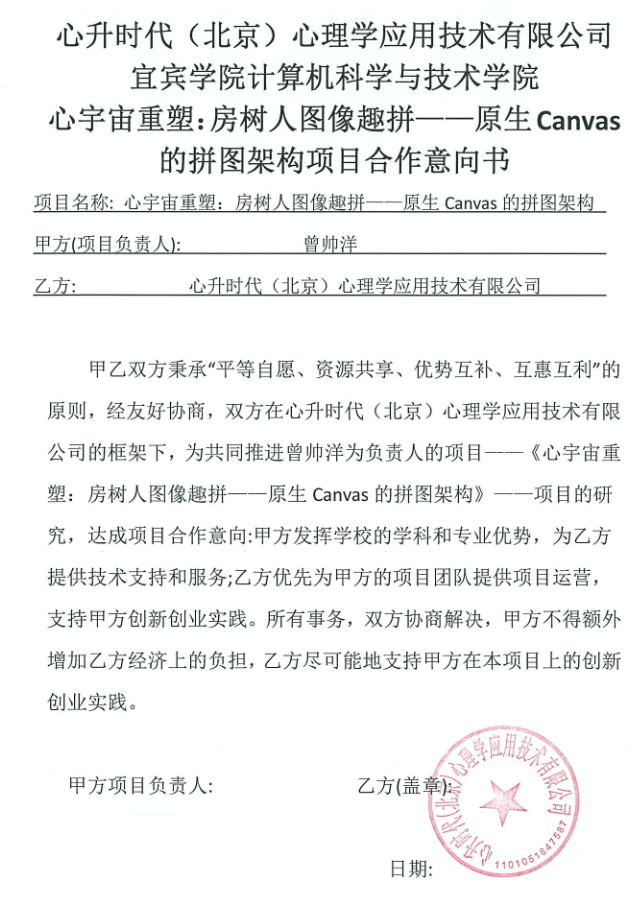 心升时代（北京）心理学应用技术有限公司
宜宾学院计算机科学与技术学院
心宇宙重塑：房树人图像趣拼——原生Canvas
的拼图架构项目合作意向书
项目名称: 心宇宙重塑：房树人图像趣拼——原生 Canvas 的拼图架构
甲方(项目负责人): 曾帅洋
乙方: 心升时代（北京）心理学应用技术有限公司
甲乙双方秉承“平等自愿、资源共享、优势互补、互惠互利”的
原则，经友好协商，双方在心升时代（北京）心理学应用技术有限
公司的框架下，为共同推进曾帅洋为负责人的项目——《心宇宙重
塑：房树人图像趣拼——原生 Canvas 的拼图架构》——项目的研
究，达成项目合作意向:甲方发挥学校的学科和专业优势，为乙方
提供技术支持和服务;乙方优先为甲方的项目团队提供项目运营，
支持甲方创新创业实践。所有事务，双方协商解决，甲方不得额外
增加乙方经济上的负担，乙方尽可能地支持甲方在本项目上的创新
创业实践。
甲方项目负责人:
乙方(盖章):
心升时代(北京)心理学应用技术有限公司
1101051847587
日期: